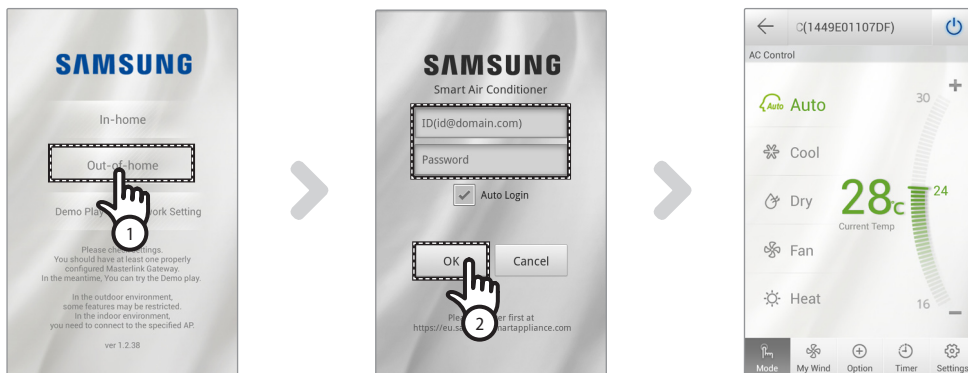 SAMSUNG
In-home
Out-of-home
Demo Play
ork Setting
Please che
ttings.
You should have at least one properly
configured Masterlink Gateway.
In the meantime, You can try the Demo play.
In the outdoor environment,
some features may be restricted.
In the indoor environment,
you need to connect to the specified AP.
ver 1.2.38
1
SAMSUNG
Smart Air Conditioner
ID(id@domain.com)
Password
Auto Login
OK
Cancel
er first at
https://eu.sa
martappliance.com
2
C(1449E01107DF)
AC Control
Auto Auto
Cool
Dry
Fan
Heat
+
30
24
28°c
Current Temp
16
−
Mode My Wind Option Timer Settings